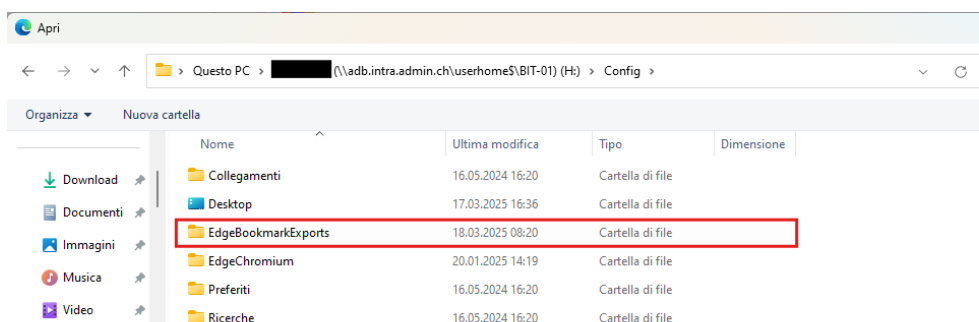 Apri
Questo PC > (\\adb.intra.admin.ch\userhome$\BIT-01) (H:) > Config >
Organizza Nuova cartella
Nome Ultima modifica Tipo Dimensione
Download
Documenti
Immagini
Musica
Video
Collegamenti 16.05.2024 16:20 Cartella di file
Desktop 17.03.2025 16:36 Cartella di file
EdgeBookmarkExports 18.03.2025 08:20 Cartella di file
EdgeChromium 20.01.2025 14:19 Cartella di file
Preferiti 16.05.2024 16:20 Cartella di file
Ricerche 16.05.2024 16:20 Cartella di file